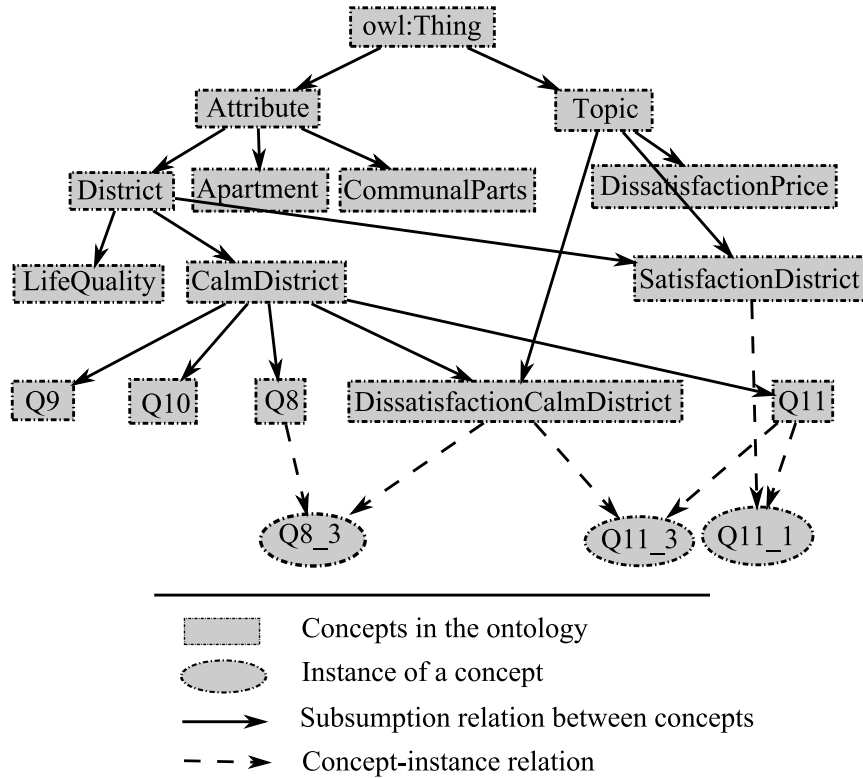 owl:Thing
Attribute
Topic
District
Apartment
CommunalParts
DissatisfactionPrice
LifeQuality
CalmDistrict
SatisfactionDistrict
Q9
Q10
Q8
DissatisfactionCalmDistrict
Q11
Q8_3
Q11_3
Q11_1
Concepts in the ontology
Instance of a concept
Subsumption relation between concepts
Concept-instance relation